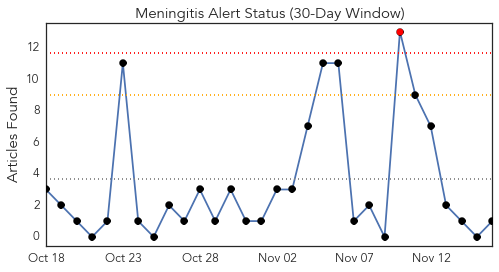 Meningitis Alert Status (30-Day Window)
Articles Found
12
10
8
6
4
2
0
Oct 18
Oct 23
Oct 28
Nov 02
Nov 07
Nov 12